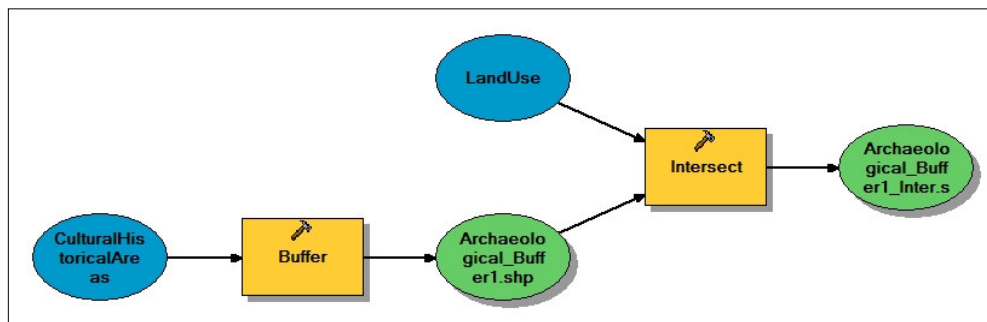 LandUse
Intersect
Archaeolo
gical_Buff
er1_Inter.s
CulturalHis
toricalAre
as
Buffer
Archaeolo
gical_Buff
er1.shp